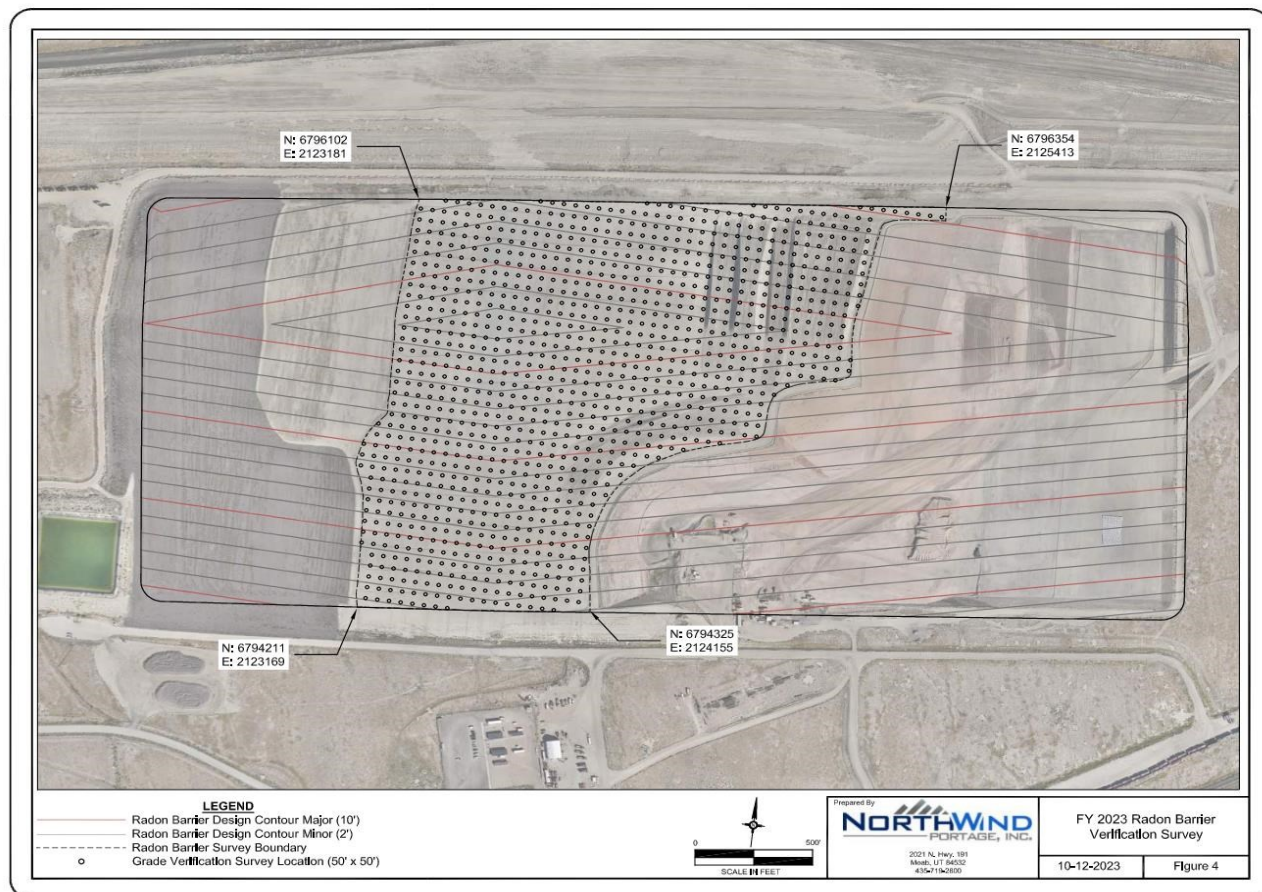 N: 6796102
E: 2123181
N: 6796354
E: 2125413
N: 6794211
E: 2123169
N: 6794325
E: 2124155
LEGEND
Radon Barrier Design Contour Major (10')
Radon Barrier Design Contour Minor (2')
Radon Barrier Survey Boundary
Grade Verification Survey Location (50' x 50')
0 500'
SCALE IN FEET
Prepared By
NORTHWIND
PORTAGE, INC.
2021 N. Hwy. 191
Moab, UT 84532
435-719-2800
FY 2023 Radon Barrier
Verification Survey
10-12-2023
Figure 4